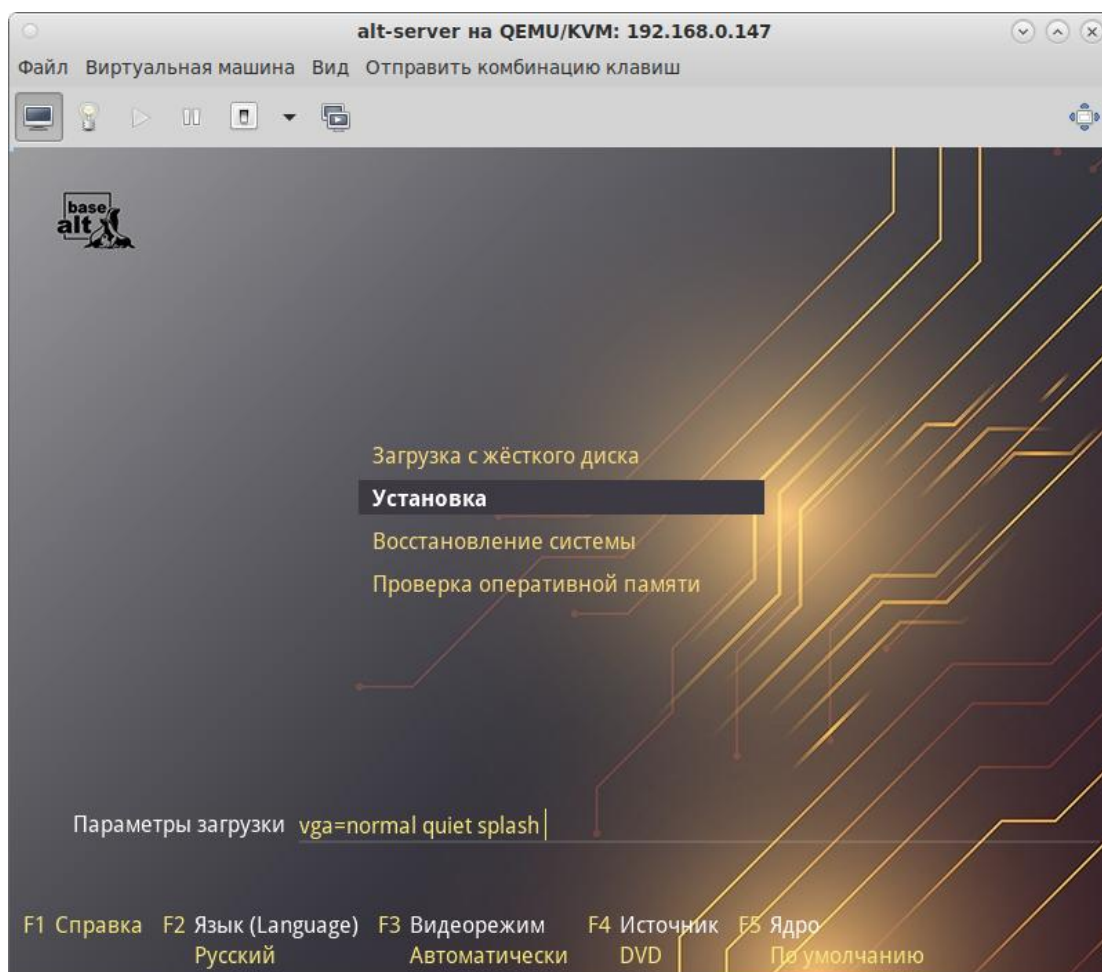 alt-server на QEMU/KVM: 192.168.0.147
Файл Виртуальная машина Вид Отправить комбинацию клавиш
base
alt
Загрузка с жёсткого диска
Установка
Восстановление системы
Проверка оперативной памяти
Параметры загрузки vga=normal quiet splash
F1 Справка F2 Язык (Language) F3 Видеорежим F4 Источник F5 Ядро
Русский Автоматически DVD По умолчанию